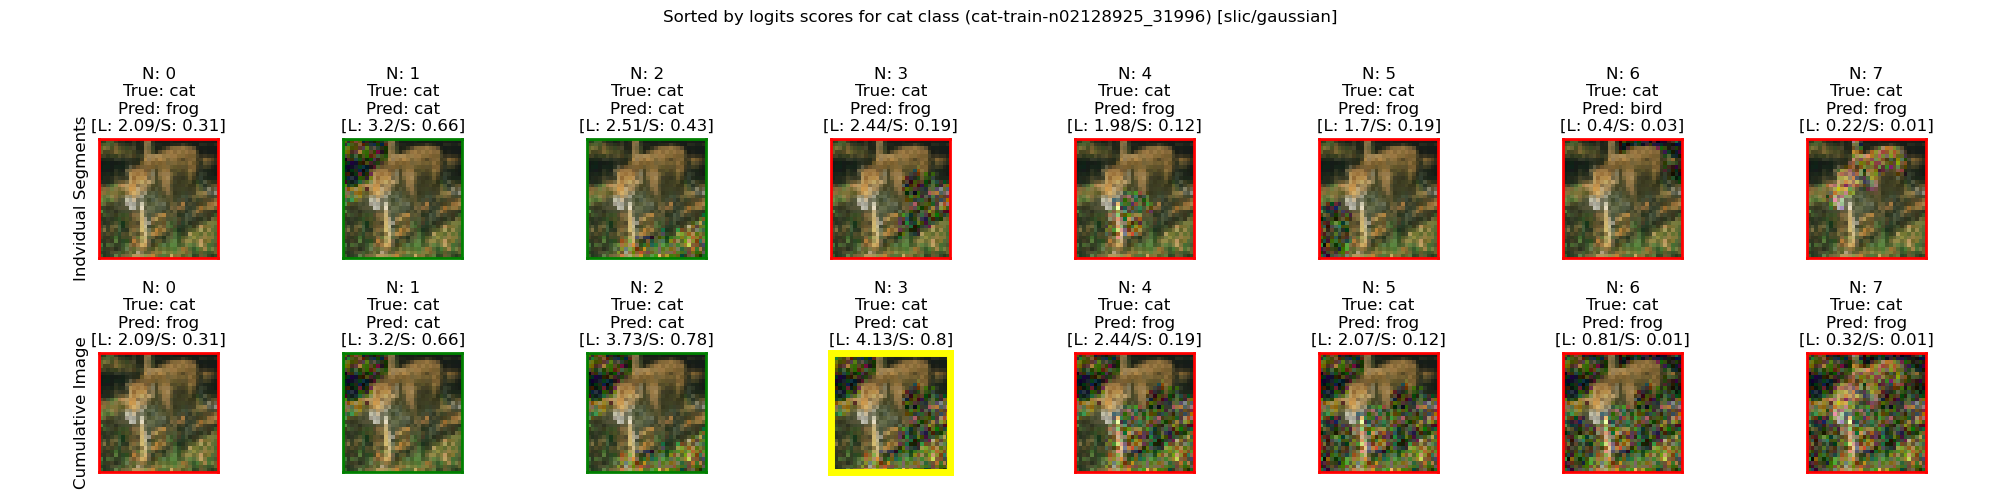 Sorted by logits scores for cat class (cat-train-n02128925_31996) [slic/gaussian]
Individual Segments
N: 0
True: cat
Pred: frog
[L: 2.09/S: 0.31]
N: 1
True: cat
Pred: cat
[L: 3.2/S: 0.66]
N: 2
True: cat
Pred: cat
[L: 2.51/S: 0.43]
N: 3
True: cat
Pred: frog
[L: 2.44/S: 0.19]
N: 4
True: cat
Pred: frog
[L: 1.98/S: 0.12]
N: 5
True: cat
Pred: frog
[L: 1.7/S: 0.19]
N: 6
True: cat
Pred: bird
[L: 0.4/S: 0.03]
N: 7
True: cat
Pred: frog
[L: 0.22/S: 0.01]
Cumulative Image
N: 0
True: cat
Pred: frog
[L: 2.09/S: 0.31]
N: 1
True: cat
Pred: cat
[L: 3.2/S: 0.66]
N: 2
True: cat
Pred: cat
[L: 3.73/S: 0.78]
N: 3
True: cat
Pred: cat
[L: 4.13/S: 0.8]
N: 4
True: cat
Pred: frog
[L: 2.44/S: 0.19]
N: 5
True: cat
Pred: frog
[L: 2.07/S: 0.12]
N: 6
True: cat
Pred: frog
[L: 0.81/S: 0.01]
N: 7
True: cat
Pred: frog
[L: 0.32/S: 0.01]